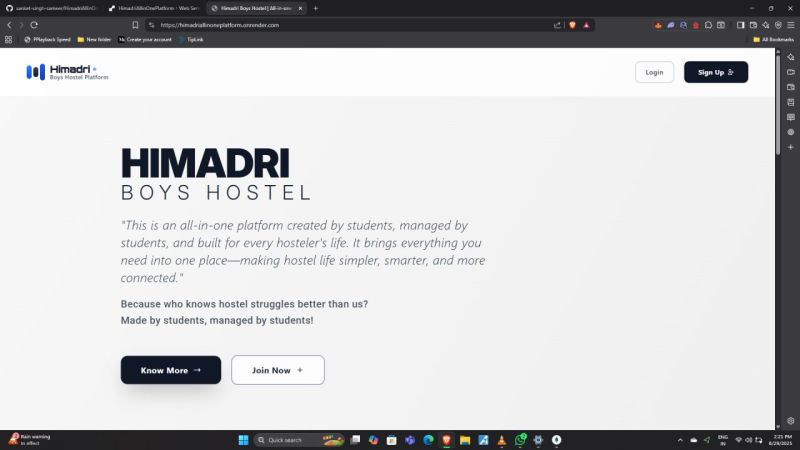 sanket-singh-sameer/HimadriAllInO
HimadriAllInOnePlatform · Web Serv
Himadri Boys Hostel | All-in-one
https://himadriallinoneplatform.onrender.com
PPlayback Speed
New folder
Create your account
TipLink
All Bookmarks
Himadri
Boys Hostel Platform
Login
Sign Up
HIMADRI
BOYS HOSTEL
"This is an all-in-one platform created by students, managed by
students, and built for every hosteler's life. It brings everything you
need into one place—making hostel life simpler, smarter, and more
connected."
Because who knows hostel struggles better than us?
Made by students, managed by students!
Know More →
Join Now +
Rain warning
In effect
Quick search
ENG
IN
2:21 PM
6/29/2025